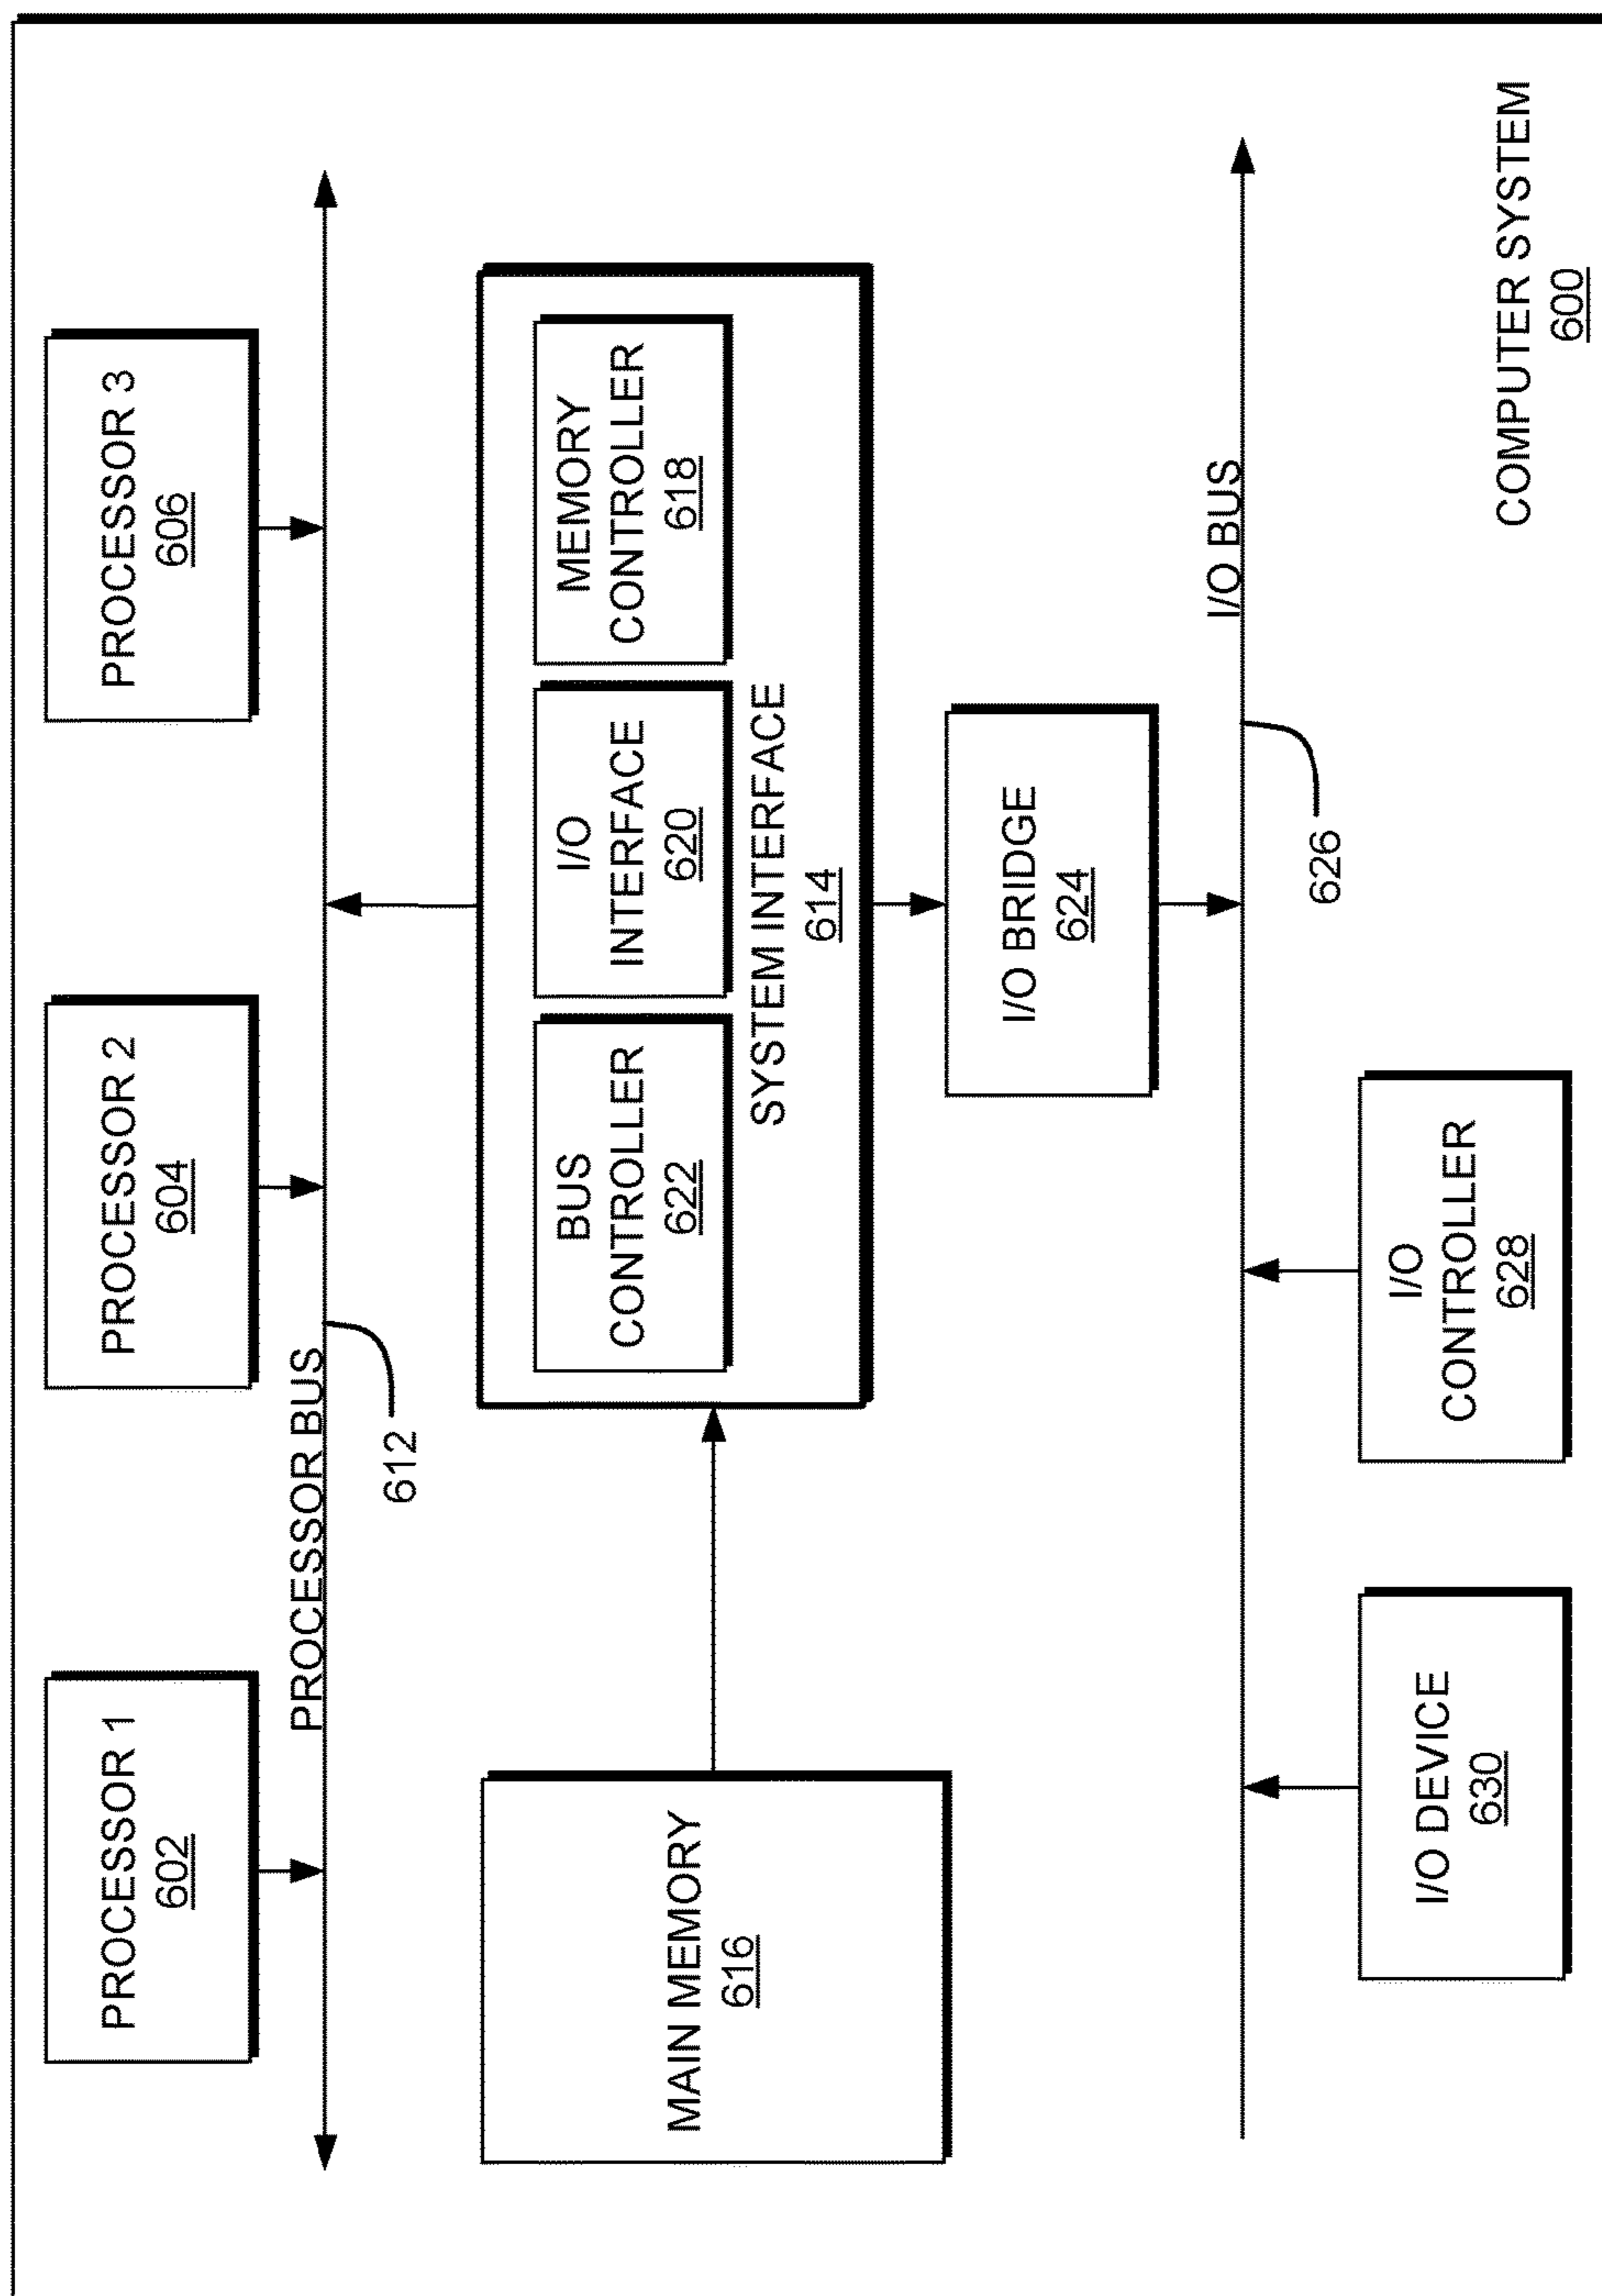 PROCESSOR 1
602
PROCESSOR 2
604
PROCESSOR 3
606
PROCESSOR BUS
612
MAIN MEMORY
616
BUS
CONTROLLER
622
I/O
INTERFACE
620
MEMORY
CONTROLLER
618
SYSTEM INTERFACE
614
I/O BRIDGE
624
I/O BUS
626
I/O DEVICE
630
I/O
CONTROLLER
628
COMPUTER SYSTEM
600